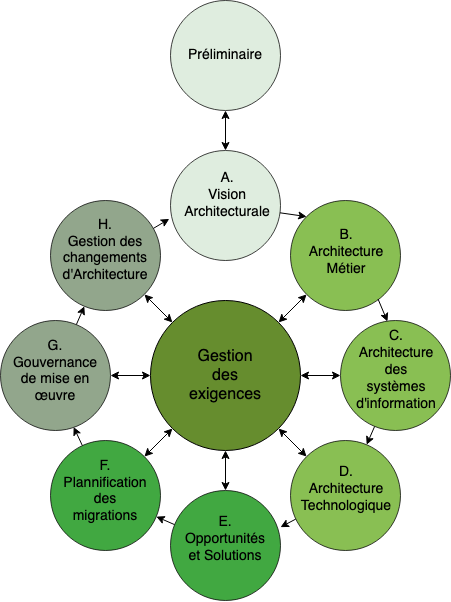 Préliminaire
A.
Vision
Architecturale
B.
Architecture
Métier
C.
Architecture
des
systèmes
d'information
D.
Architecture
Technologique
E.
Opportunités
et Solutions
F.
Plannification
des
migrations
G.
Gouvernance
de mise en
œuvre
H.
Gestion des
changements
d'Architecture
Gestion
des
exigences